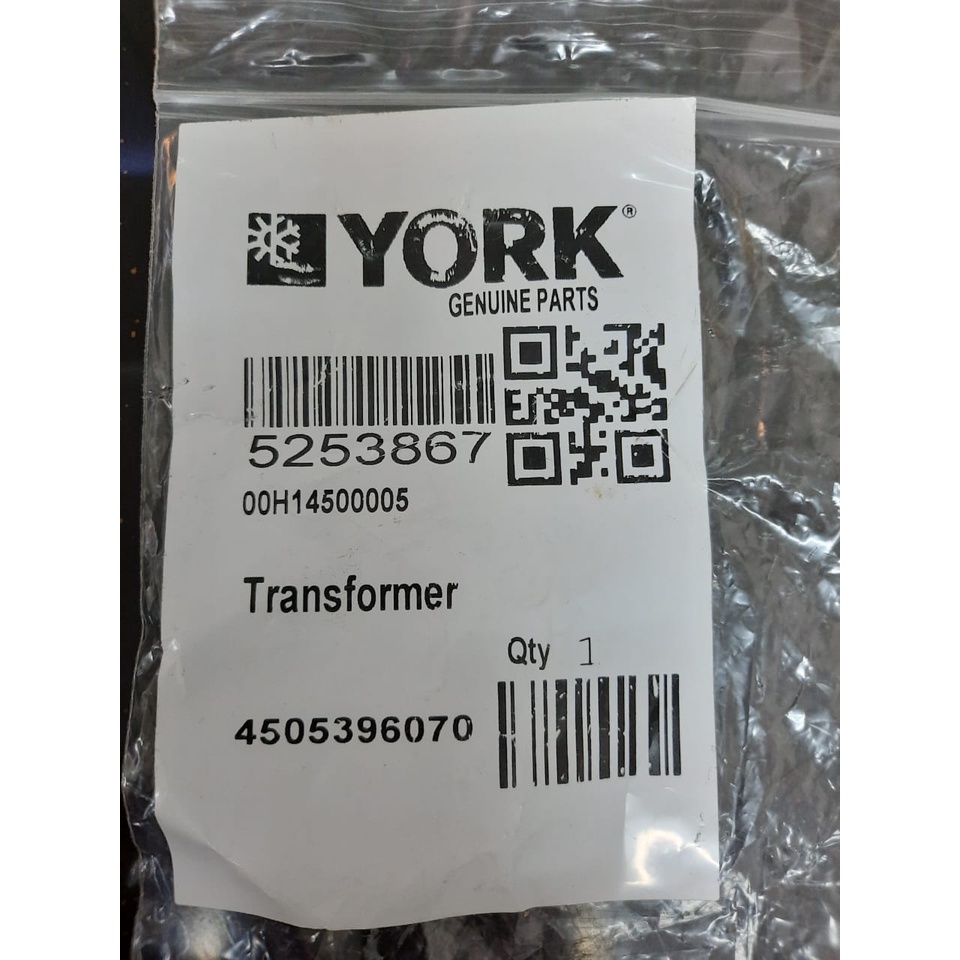 YORK®
GENUINE PARTS
5253867
00H14500005
Transformer
Qty 1
4505396070